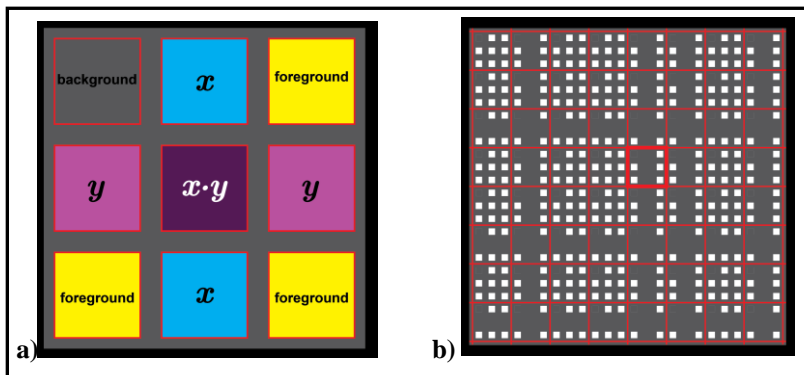 background x foreground
y x·y y
foreground x foreground
a) b)